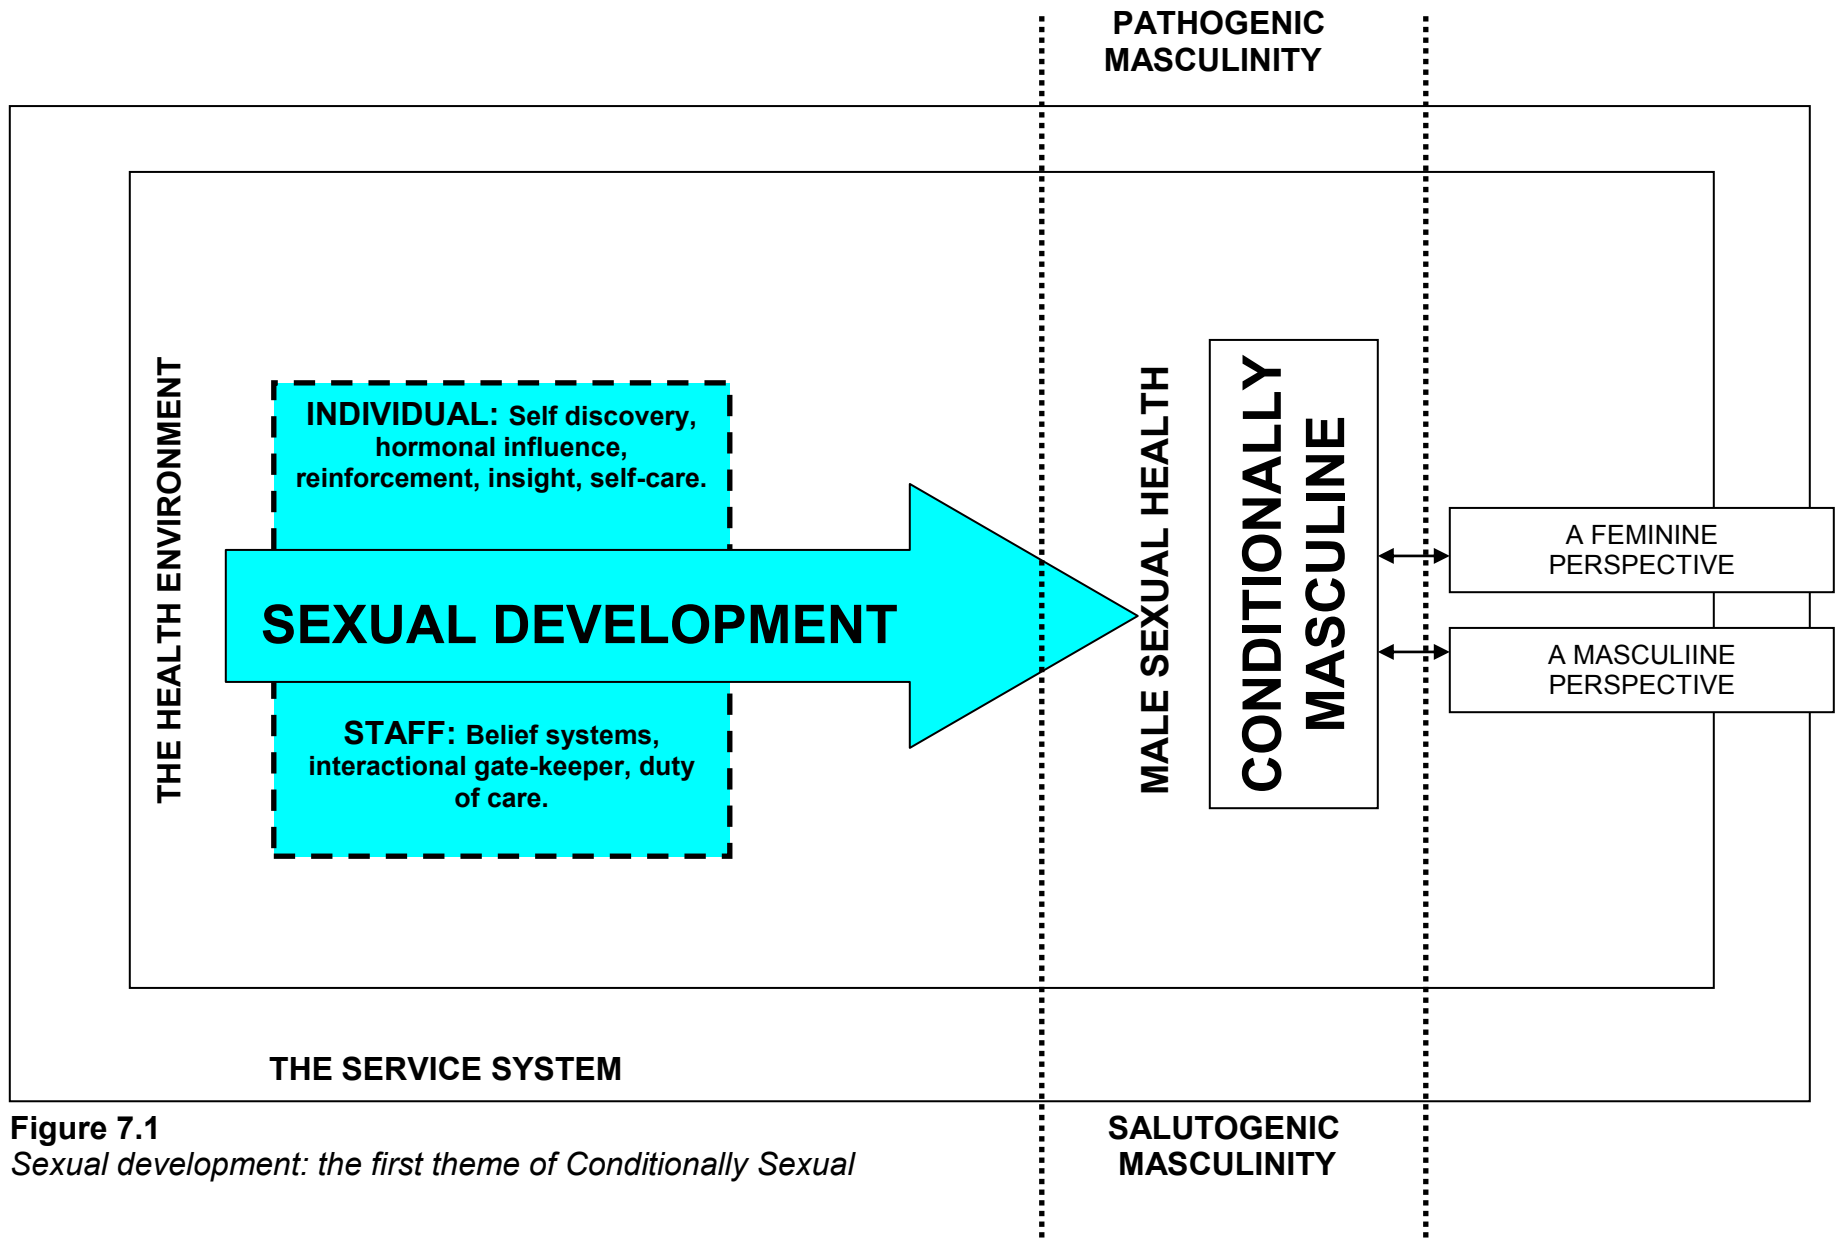 PATHOGENIC
MASCULINITY
THE HEALTH ENVIRONMENT
INDIVIDUAL: Self discovery,
hormonal influence,
reinforcement, insight, self-care.
SEXUAL DEVELOPMENT
STAFF: Belief systems,
interactional gate-keeper, duty
of care.
MALE SEXUAL HEALTH
CONDITIONALLY
MASCULINE
A FEMININE
PERSPECTIVE
A MASCULIINE
PERSPECTIVE
THE SERVICE SYSTEM
Figure 7.1
Sexual development: the first theme of Conditionally Sexual
SALUTOGENIC
MASCULINITY